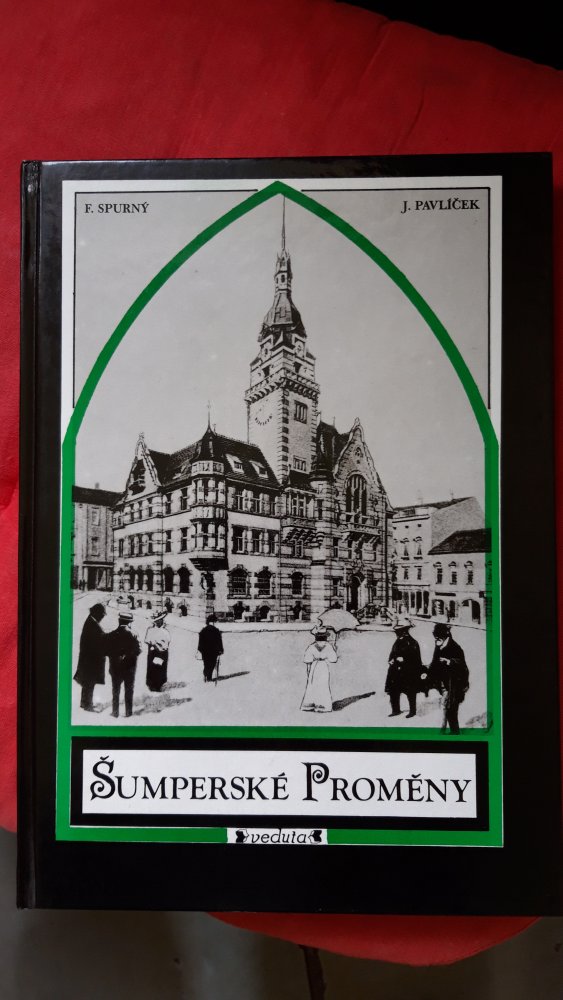 F. SPURNÝ
J. PAVLÍČEK
ŠUMPERSKÉ PROMĚNY
veduta